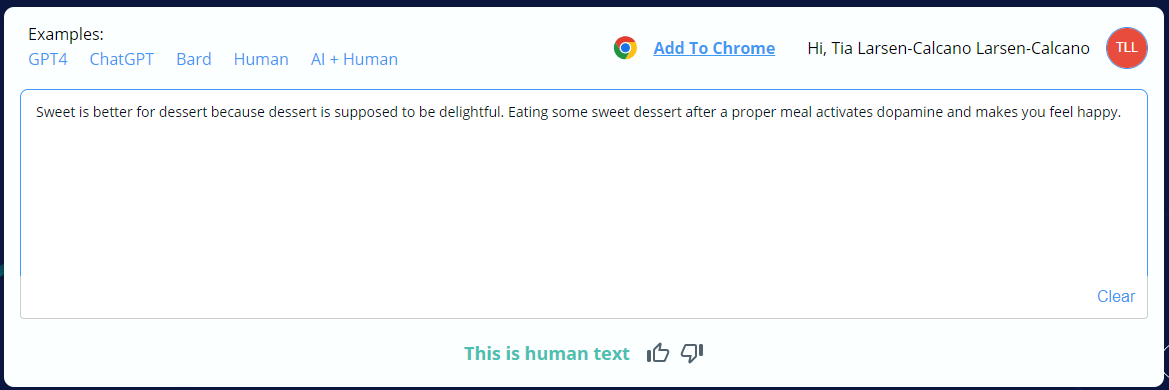 Examples:
GPT4 ChatGPT Bard Human AI + Human
Add To Chrome
Hi, Tia Larsen-Calcano Larsen-Calcano
TLL
Sweet is better for dessert because dessert is supposed to be delightful. Eating some sweet dessert after a proper meal activates dopamine and makes you feel happy.
Clear
This is human text